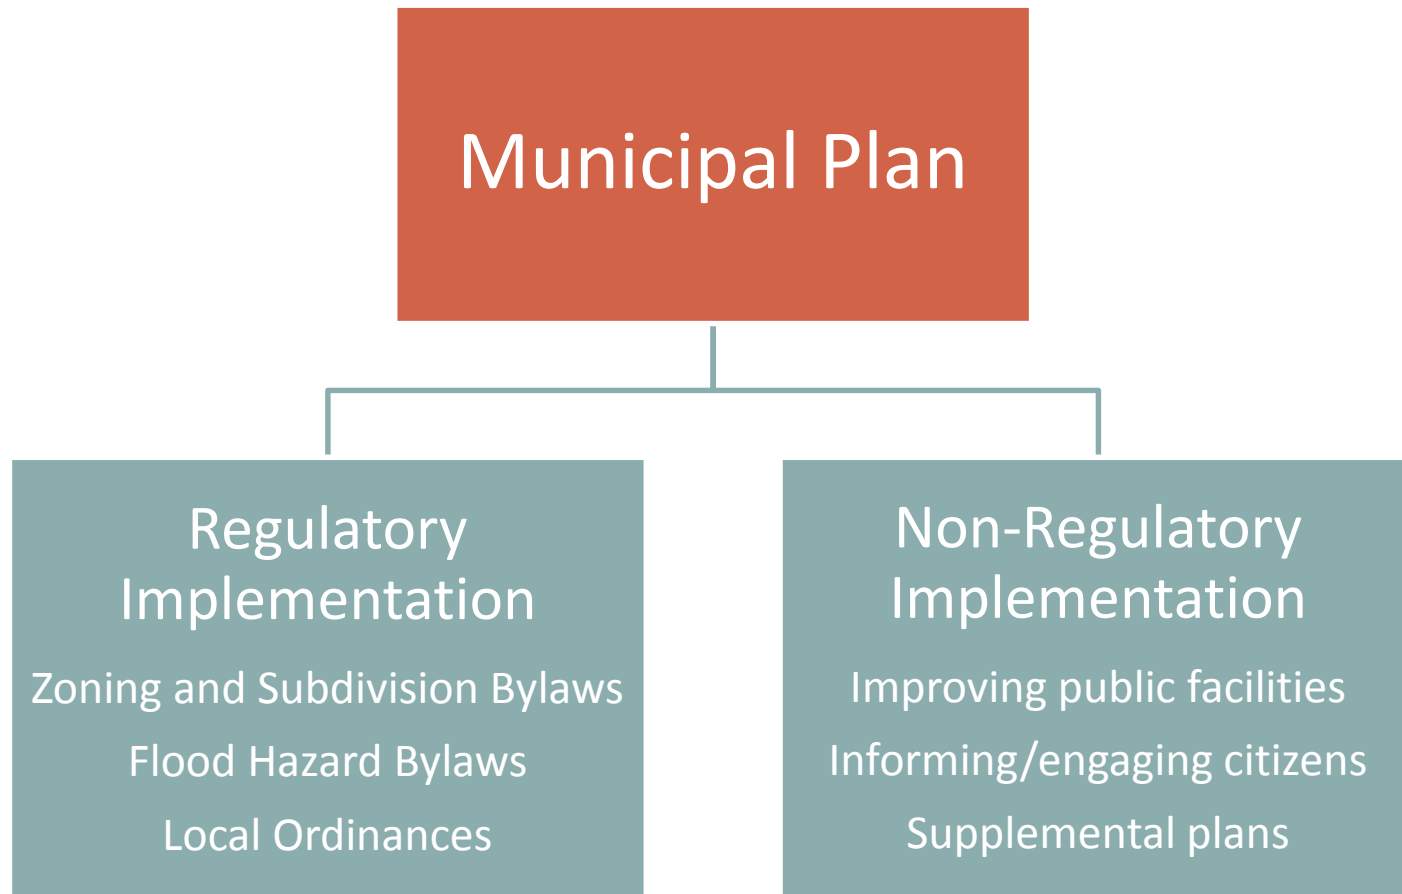 Municipal Plan
Regulatory
Implementation
Zoning and Subdivision Bylaws
Flood Hazard Bylaws
Local Ordinances
Non-Regulatory
Implementation
Improving public facilities
Informing/engaging citizens
Supplemental plans